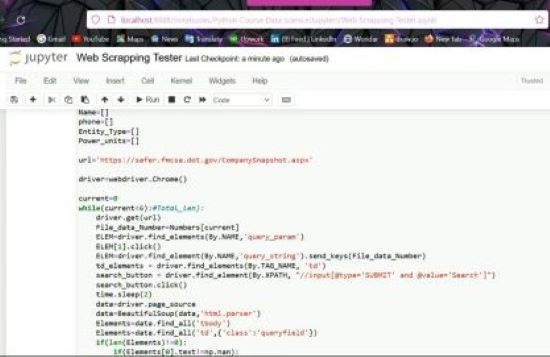 localhost:8888/notebooks/Python Course Data science/Jupyter/Web Scrapping Tester.ipynb
Gmail YouTube Maps News Translate Upwork (1) Feed | LinkedIn Wondar draw.io New tab Google Maps
jupyter Web Scrapping Tester Last Checkpoint: a minute ago (autosaved)
File Edit View Insert Cell Kernel Widgets Help Trusted
Run Code
Name=[]
phone=[]
Entity_Type=[]
Power_units=[]
url='https://safer.fmcsa.dot.gov/CompanySnapshot.aspx'
driver=webdriver.Chrome()
current=0
while(current<6):#Total_len):
driver.get(url)
File_data_Number=Numbers[current]
ELEM=driver.find_elements(By.NAME,'query_param')
ELEM[1].click()
ELEM=driver.find_element(By.NAME,'query_string').send_keys(File_data_Number)
td_elements = driver.find_elements(By.TAG_NAME, 'td')
search_button = driver.find_element(By.XPATH, "//input[@type='SUBMIT' and @value='Search']")
search_button.click()
time.sleep(2)
data=driver.page_source
data=BeautifulSoup(data,'html.parser')
Elements=data.find_all('tbody')
Elements=data.find_all('td',{'class':'queryfield'})
if(len(Elements)!=0):
if(Elements[0].text!=np.nan):